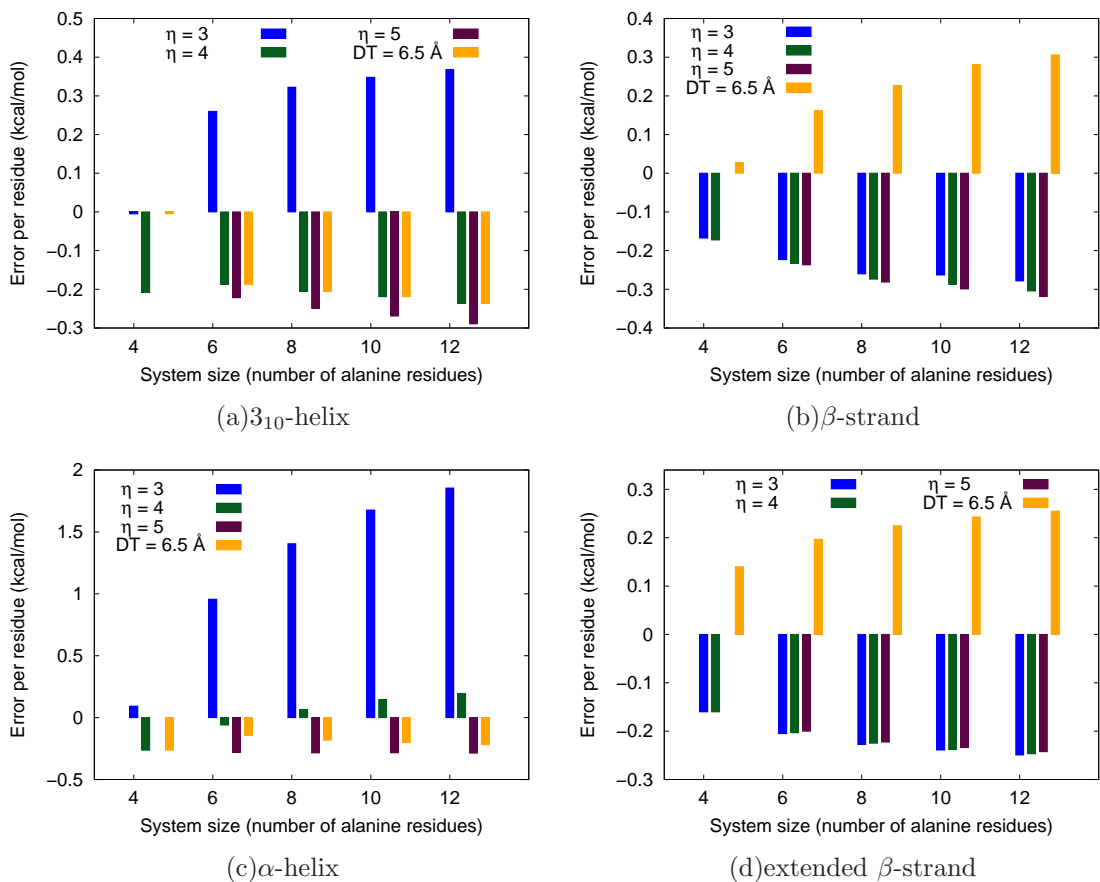 0.5
0.4
0.3
0.2
0.1
0
−0.1
−0.2
−0.3
Error per residue (kcal/mol)
η = 3
η = 4
η = 5
DT = 6.5 Å
4 6 8 10 12
System size (number of alanine residues)
(a)3₁₀-helix
0.4
0.3
0.2
0.1
0
−0.1
−0.2
−0.3
−0.4
Error per residue (kcal/mol)
η = 3
η = 4
η = 5
DT = 6.5 Å
4 6 8 10 12
System size (number of alanine residues)
(b)β-strand
2
1.5
1
0.5
0
−0.5
Error per residue (kcal/mol)
η = 3
η = 4
η = 5
DT = 6.5 Å
4 6 8 10 12
System size (number of alanine residues)
(c)α-helix
0.3
0.2
0.1
0
−0.1
−0.2
−0.3
Error per residue (kcal/mol)
η = 3
η = 4
η = 5
DT = 6.5 Å
4 6 8 10 12
System size (number of alanine residues)
(d)extended β-strand